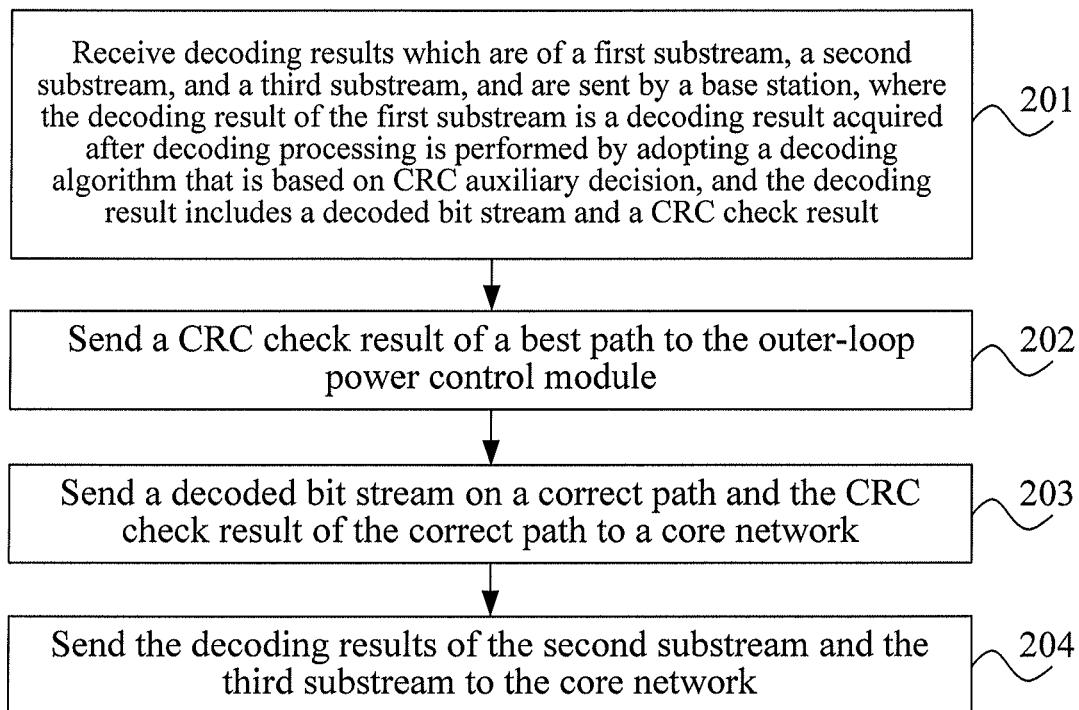 Receive decoding results which are of a first substream, a second
substream, and a third substream, and are sent by a base station, where
the decoding result of the first substream is a decoding result acquired
after decoding processing is performed by adopting a decoding
algorithm that is based on CRC auxiliary decision, and the decoding
result includes a decoded bit stream and a CRC check result
201
Send a CRC check result of a best path to the outer-loop
power control module
202
Send a decoded bit stream on a correct path and the CRC
check result of the correct path to a core network
203
Send the decoding results of the second substream and the
third substream to the core network
204